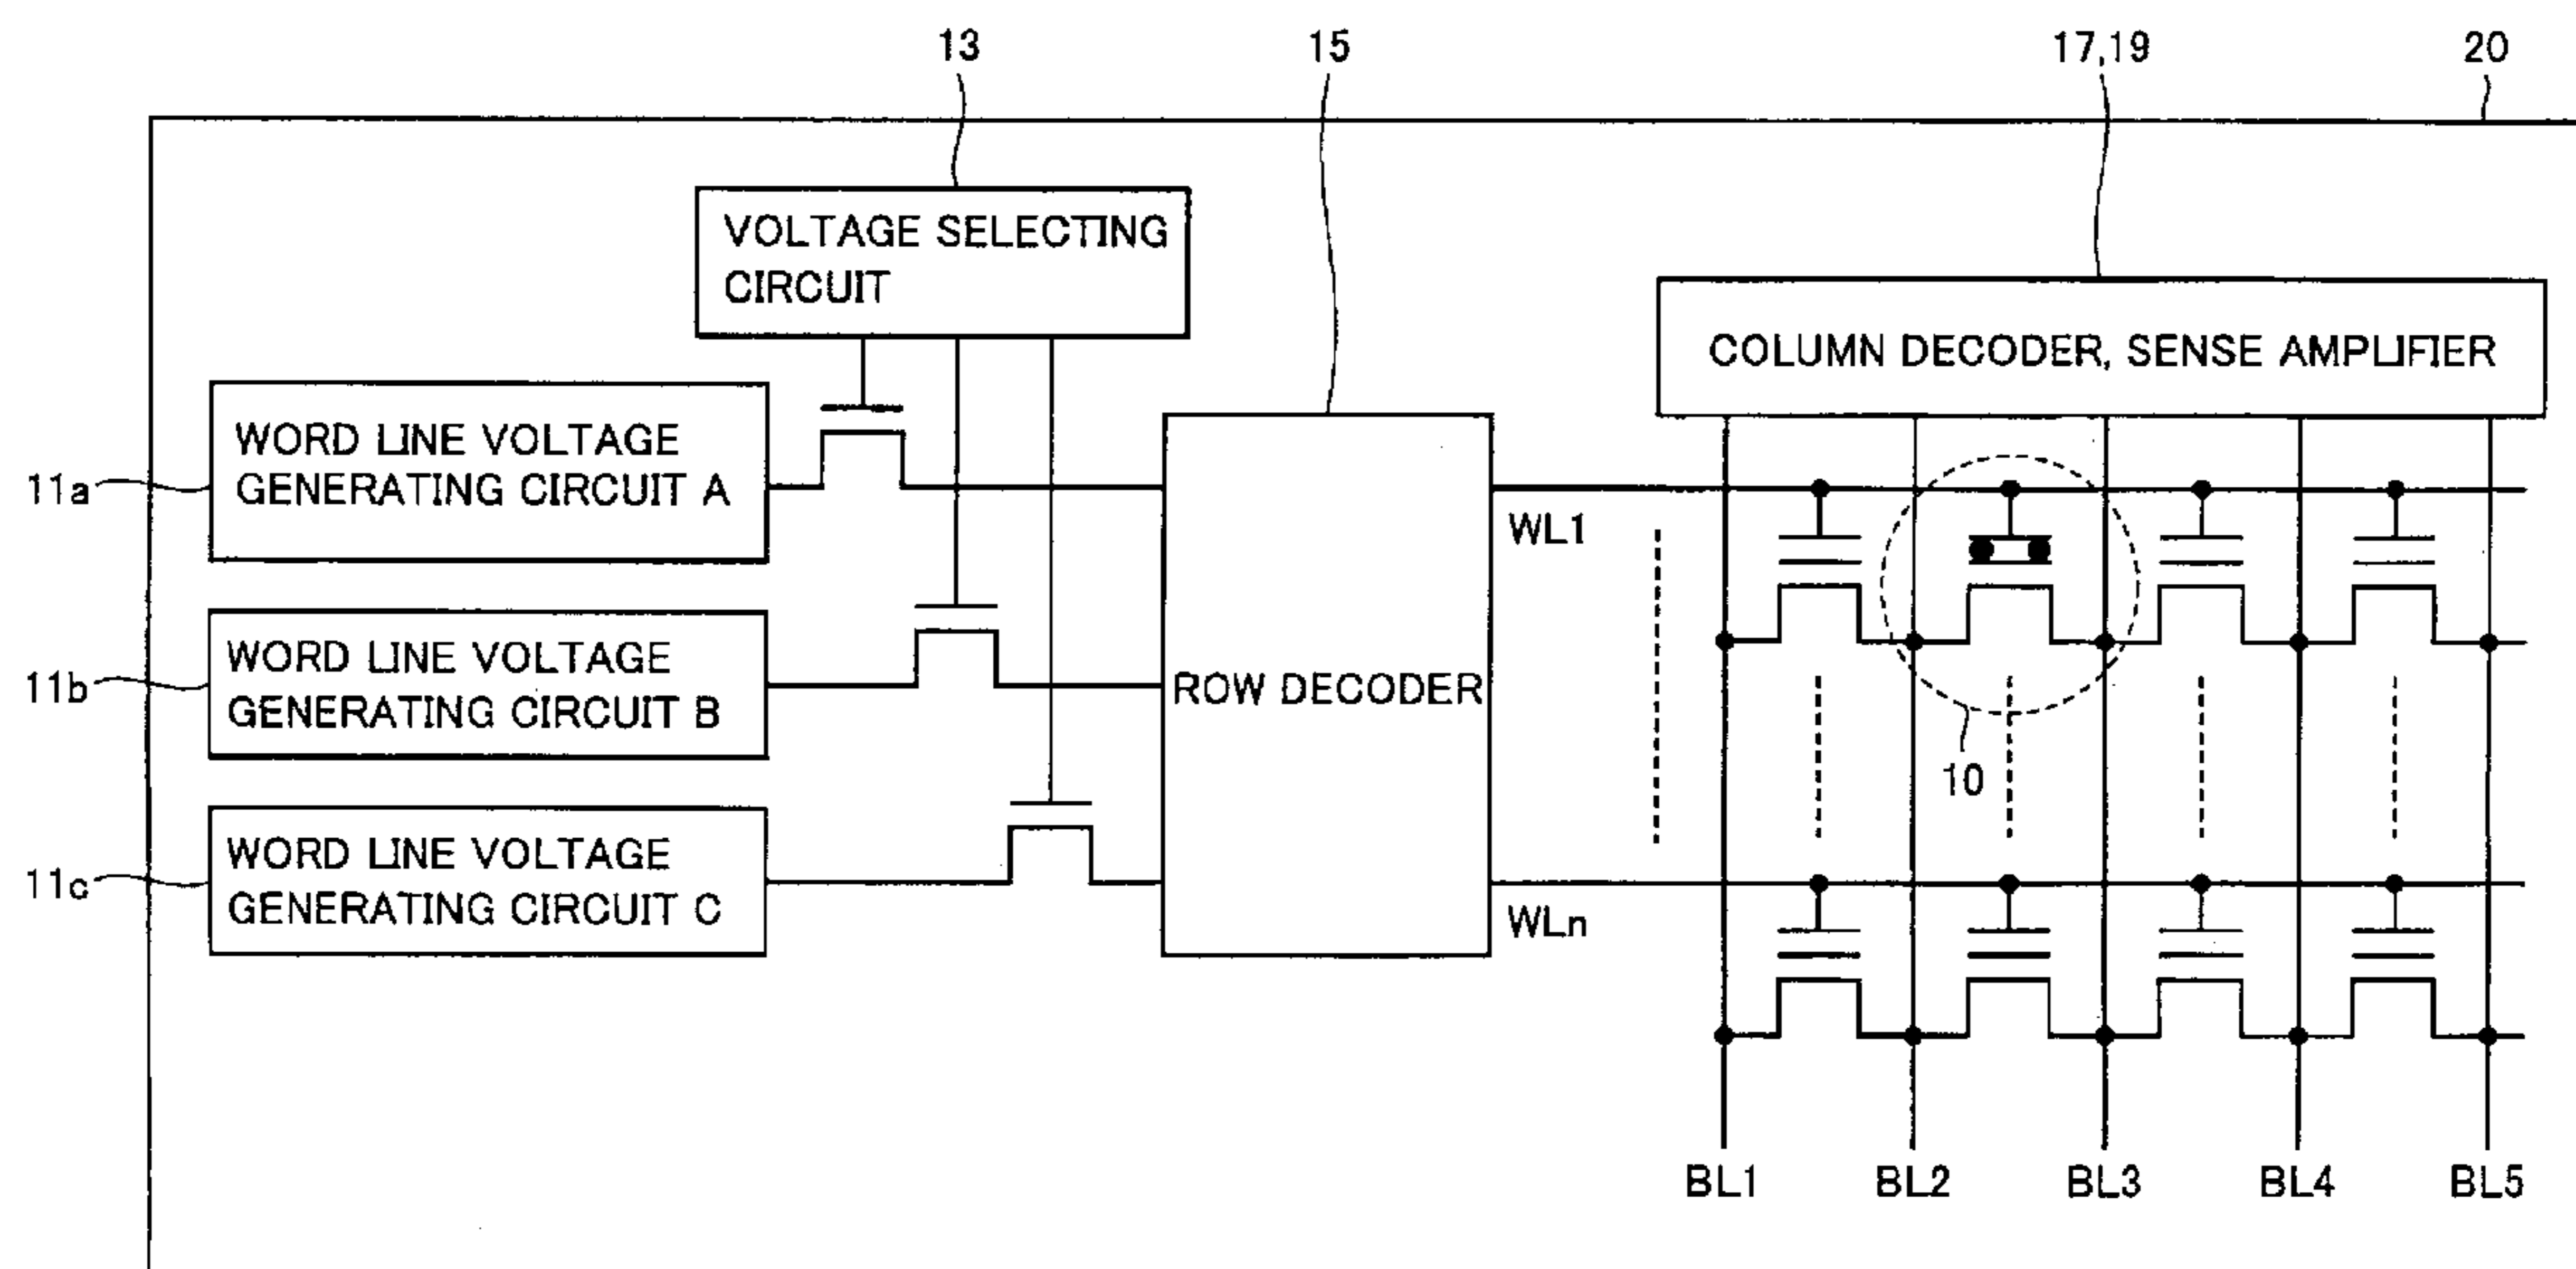 13
15
17,19
20
VOLTAGE SELECTING
CIRCUIT
COLUMN DECODER, SENSE AMPLIFIER
11a
WORD LINE VOLTAGE
GENERATING CIRCUIT A
WL1
11b
WORD LINE VOLTAGE
GENERATING CIRCUIT B
ROW DECODER
10
11c
WORD LINE VOLTAGE
GENERATING CIRCUIT C
WLn
BL1
BL2
BL3
BL4
BL5